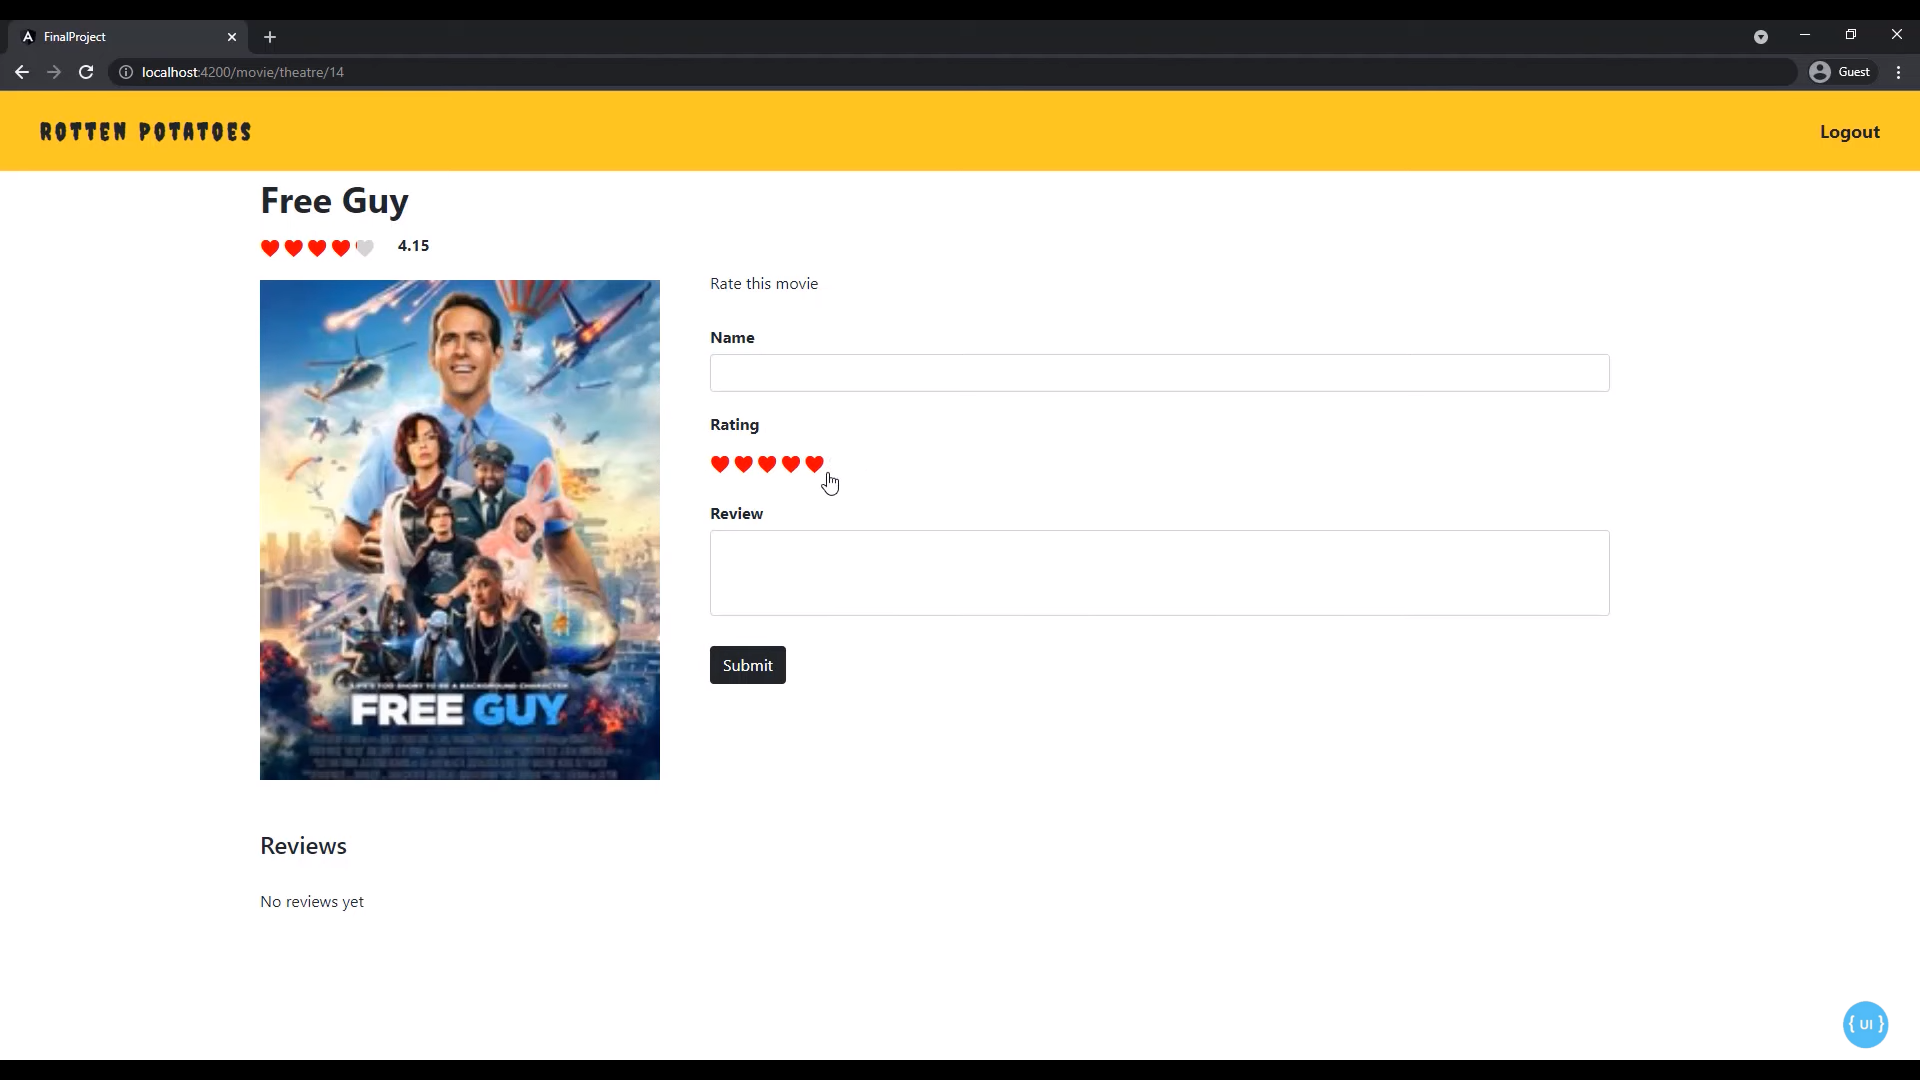 FinalProject
localhost:4200/movie/theatre/14
Guest
ROTTEN POTATOES
Logout
Free Guy
4.15
Rate this movie
Name
Rating
Review
LIFE'S TOO SHORT TO BE A BACKGROUND CHARACTER
FREE GUY
Submit
Reviews
No reviews yet
{ UI }